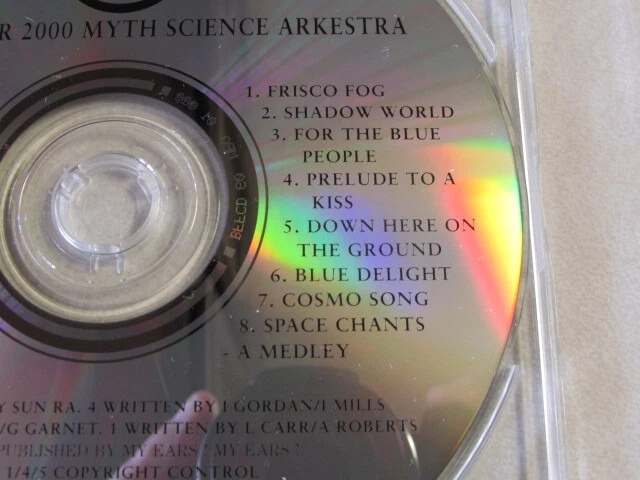 R 2000 MYTH SCIENCE ARKESTRA
1. FRISCO FOG
2. SHADOW WORLD
3. FOR THE BLUE
PEOPLE
4. PRELUDE TO A
KISS
5. DOWN HERE ON
THE GROUND
6. BLUE DELIGHT
7. COSMO SONG
8. SPACE CHANTS
- A MEDLEY
Y SUN RA. 4 WRITTEN BY I GORDAN/I MILLS
/G GARNET. 1 WRITTEN BY L CARR/A ROBERTS
PUBLISHED BY MY EARS ! MY EARS !
1/4/5 COPYRIGHT CONTROL